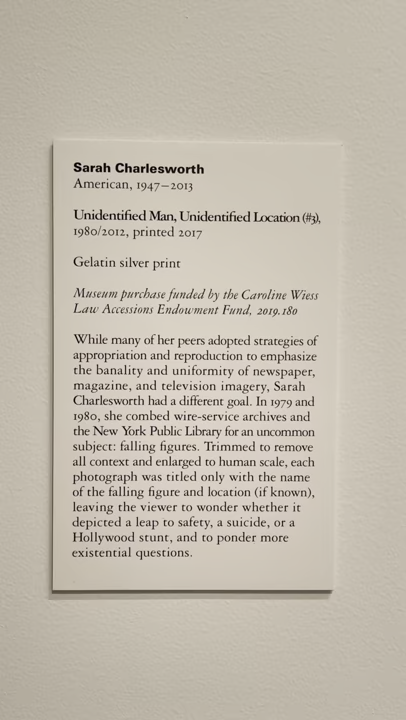 Sarah Charlesworth
American, 1947–2013
Unidentified Man, Unidentified Location (#3),
1980/2012, printed 2017
Gelatin silver print
Museum purchase funded by the Caroline Wiess
Law Accessions Endowment Fund, 2019.180
While many of her peers adopted strategies of
appropriation and reproduction to emphasize
the banality and uniformity of newspaper,
magazine, and television imagery, Sarah
Charlesworth had a different goal. In 1979 and
1980, she combed wire-service archives and
the New York Public Library for an uncommon
subject: falling figures. Trimmed to remove
all context and enlarged to human scale, each
photograph was titled only with the name
of the falling figure and location (if known),
leaving the viewer to wonder whether it
depicted a leap to safety, a suicide, or a
Hollywood stunt, and to ponder more
existential questions.